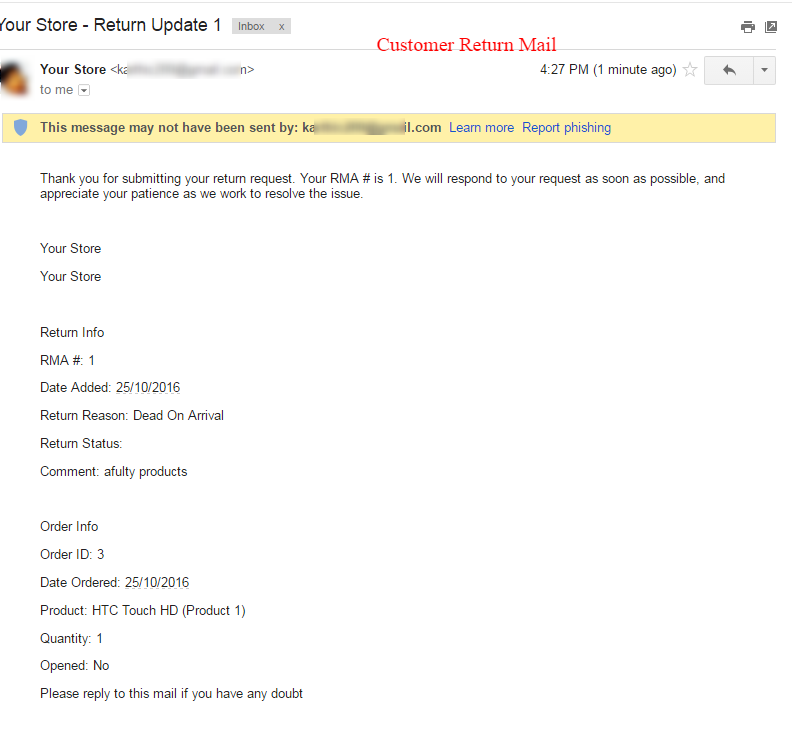 Your Store - Return Update 1 Inbox x
Customer Return Mail
Your Store
4:27 PM (1 minute ago)
to me
This message may not have been sent by: Learn more Report phishing
Thank you for submitting your return request. Your RMA # is 1. We will respond to your request as soon as possible, and
appreciate your patience as we work to resolve the issue.
Your Store
Your Store
Return Info
RMA #: 1
Date Added: 25/10/2016
Return Reason: Dead On Arrival
Return Status:
Comment: afulty products
Order Info
Order ID: 3
Date Ordered: 25/10/2016
Product: HTC Touch HD (Product 1)
Quantity: 1
Opened: No
Please reply to this mail if you have any doubt